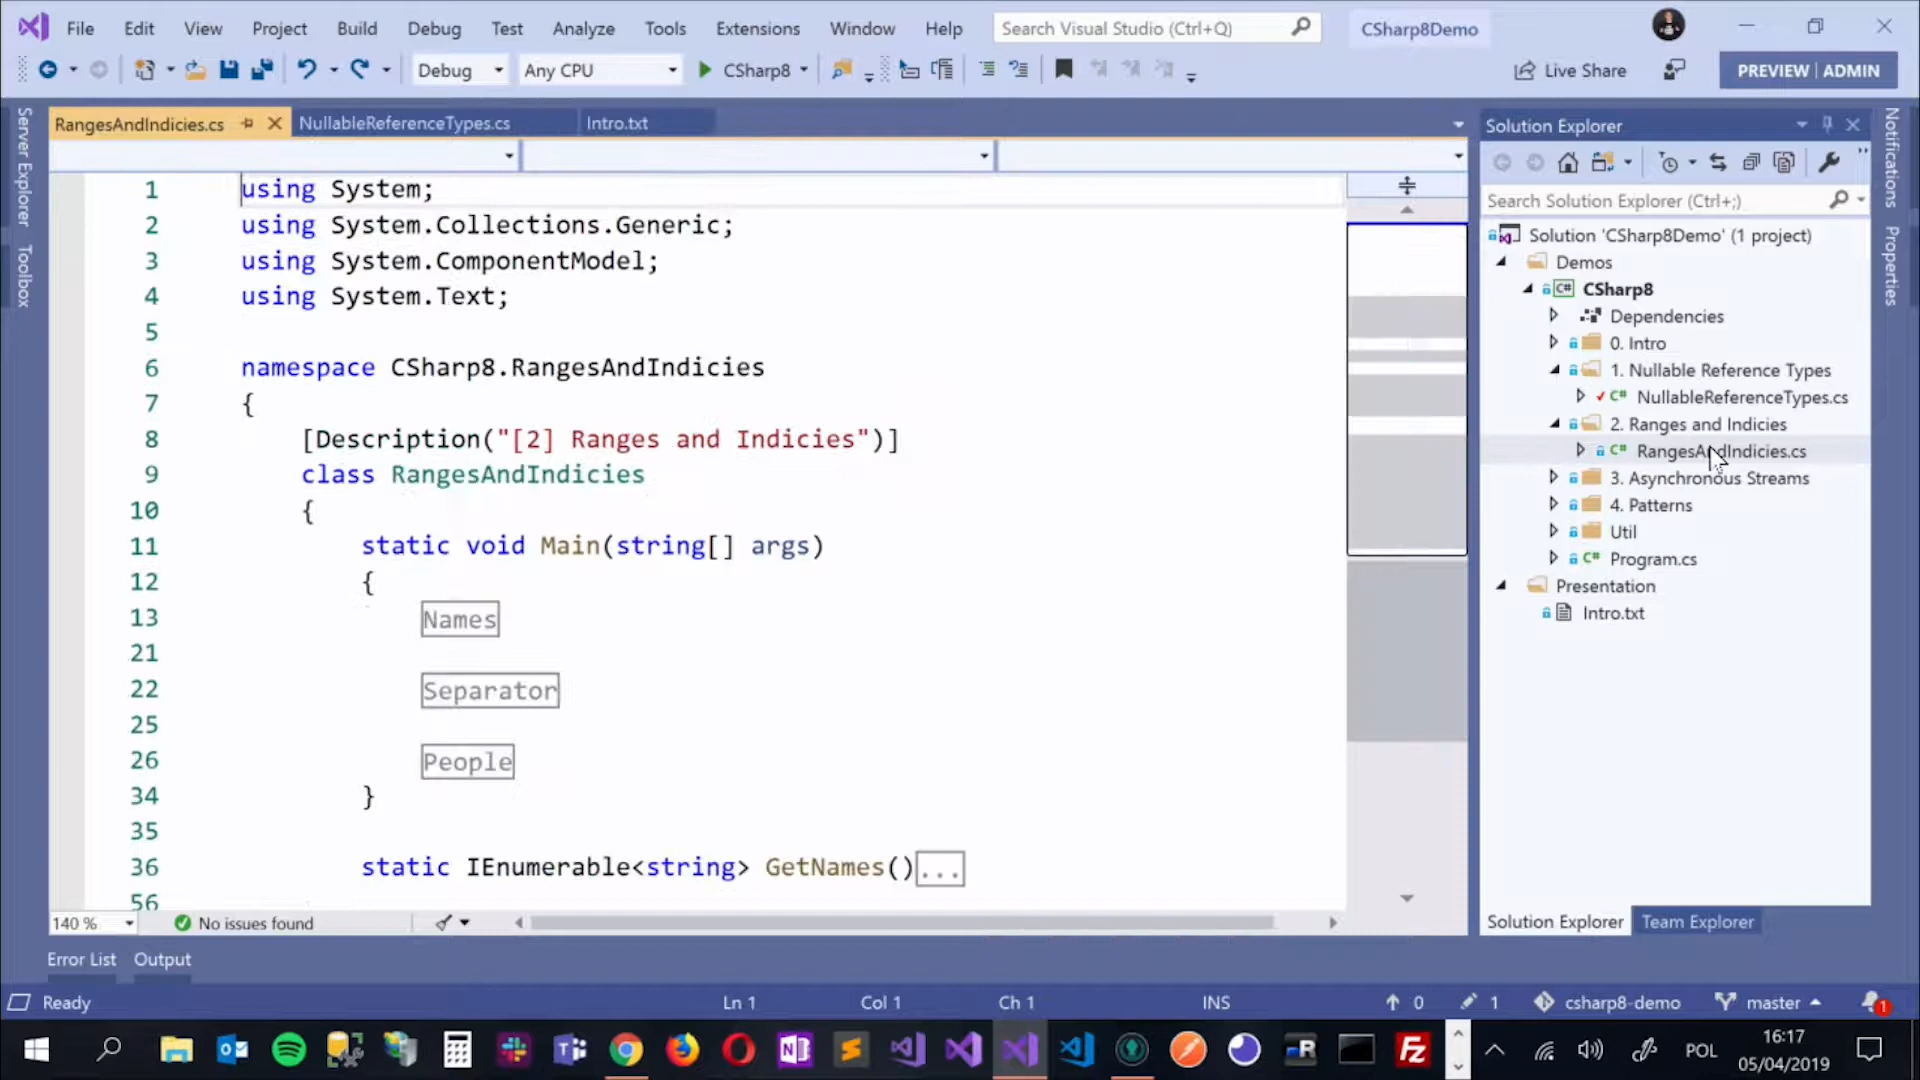 File Edit View Project Build Debug Test Analyze Tools Extensions Window Help Search Visual Studio (Ctrl+Q) CSharp8Demo
Debug Any CPU CSharp8 Live Share PREVIEW | ADMIN
Server Explorer
Toolbox
RangesAndIndicies.cs NullableReferenceTypes.cs Intro.txt
1 using System;
2 using System.Collections.Generic;
3 using System.ComponentModel;
4 using System.Text;
5
6 namespace CSharp8.RangesAndIndicies
7 {
8 [Description("[2] Ranges and Indicies")]
9 class RangesAndIndicies
10 {
11 static void Main(string[] args)
12 {
13 Names
21
22 Separator
25
26 People
34 }
35
36 static IEnumerable<string> GetNames()...
56
140 % No issues found
Solution Explorer
Search Solution Explorer (Ctrl+;)
Solution 'CSharp8Demo' (1 project)
Demos
C# CSharp8
Dependencies
0. Intro
1. Nullable Reference Types
C# NullableReferenceTypes.cs
2. Ranges and Indicies
C# RangesAndIndicies.cs
3. Asynchronous Streams
4. Patterns
Util
C# Program.cs
Presentation
Intro.txt
Solution Explorer Team Explorer
Notifications
Properties
Error List Output
Ready Ln 1 Col 1 Ch 1 INS 0 1 csharp8-demo master 1
POL 16:17
05/04/2019